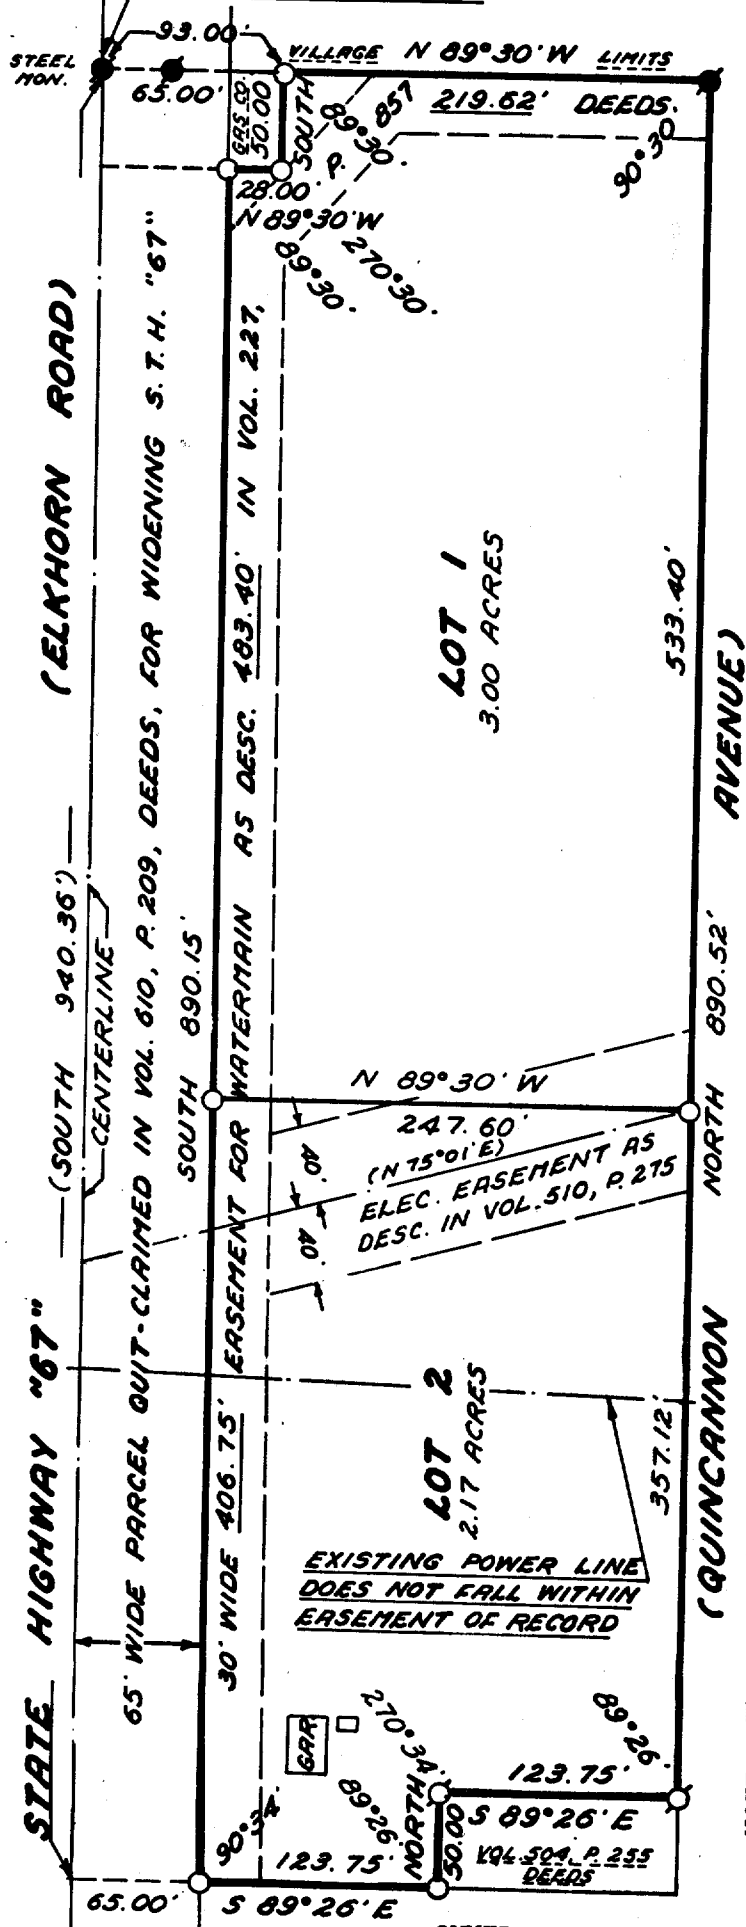 STEEL
MON.
93.00'
65.00'
VILLAGE N 89°30'W LIMITS
219.62' DEEDS.
857
P.
GAS CO.
50.00
SOUTH
89°30'
90°30'
28.00'
N 89°30'W
89°30'
270°30'
STATE HIGHWAY "67" (ELKHORN ROAD)
(SOUTH 940.36')
CENTERLINE
65' WIDE PARCEL QUIT-CLAIMED IN VOL. 610, P. 209, DEEDS, FOR WIDENING S.T.H. "67"
SOUTH 890.15'
30' WIDE 406.75' EASEMENT FOR WATERMAIN AS DESC. 483.40' IN VOL. 227,
LOT 1
3.00 ACRES
533.40'
(QUINCANNON AVENUE)
NORTH 890.52'
N 89°30'W
247.60'
(N 75°01'E)
40'
40'
ELEC. EASEMENT AS
DESC. IN VOL. 510, P. 275
LOT 2
2.17 ACRES
357.12'
EXISTING POWER LINE
DOES NOT FALL WITHIN
EASEMENT OF RECORD
GAR.
270°34'
89°26'
123.75'
S 89°26'E
89°26'
NORTH
50.00
VOL. 504, P. 255
DEEDS
90°34'
123.75'
65.00'
S 89°26'E